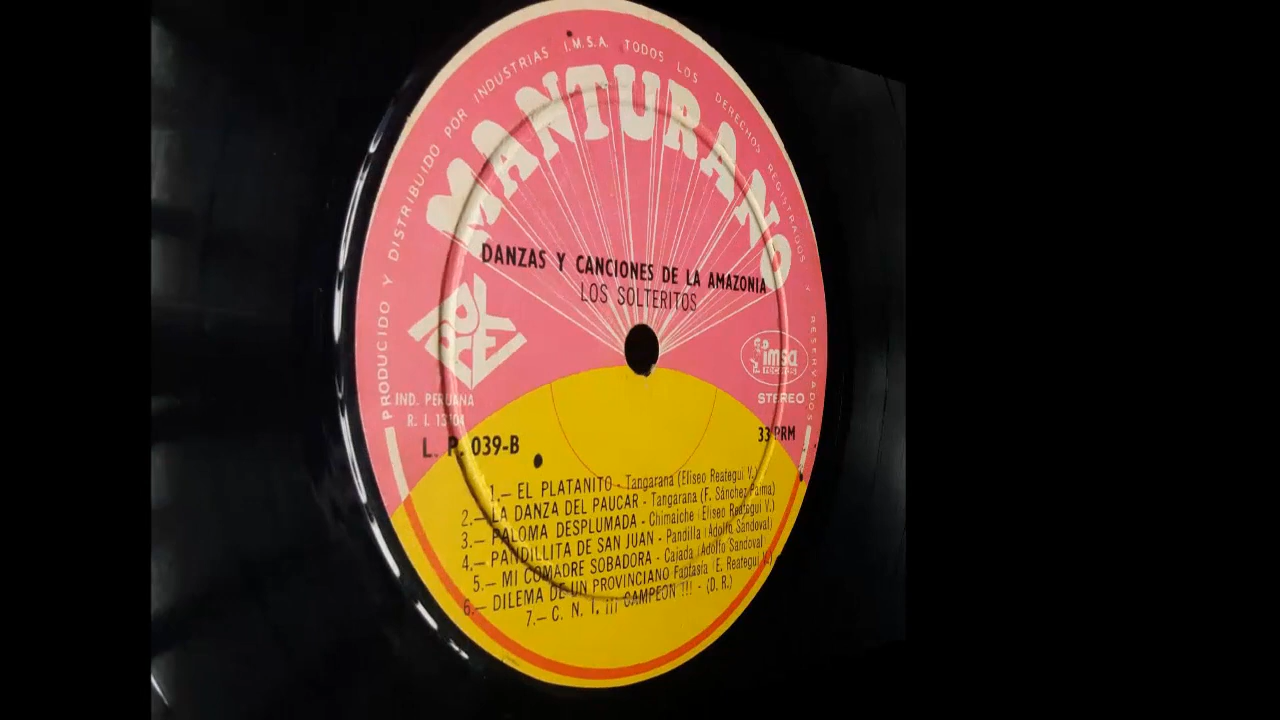 PRODUCIDO Y DISTRIBUIDO POR INDUSTRIAS I.M.S.A. TODOS LOS DERECHOS REGISTRADOS Y RESERVADOS
MANTURANO
DANZAS Y CANCIONES DE LA AMAZONIA
LOS SOLTERITOS
imsa
records
IND. PERUANA
STEREO
R. I. 13104
L. P. 039-B
33 PRM
1.— EL PLATANITO - Tangarana (Eliseo Reategui V.)
2.— LA DANZA DEL PAUCAR - Tangarana (F. Sánchez Palma)
3.— PALOMA DESPLUMADA - Chimaiche (Eliseo Reategui V.)
4.— PANDILLITA DE SAN JUAN - Pandilla (Adolfo Sandoval)
5.— MI COMADRE SOBADORA - Cajada (Adolfo Sandoval
6.— DILEMA DE UN PROVINCIANO Fantasía (E. Reategui V.)
7.— C. N. I. ¡¡¡ CAMPEON !!! - (D. R.)